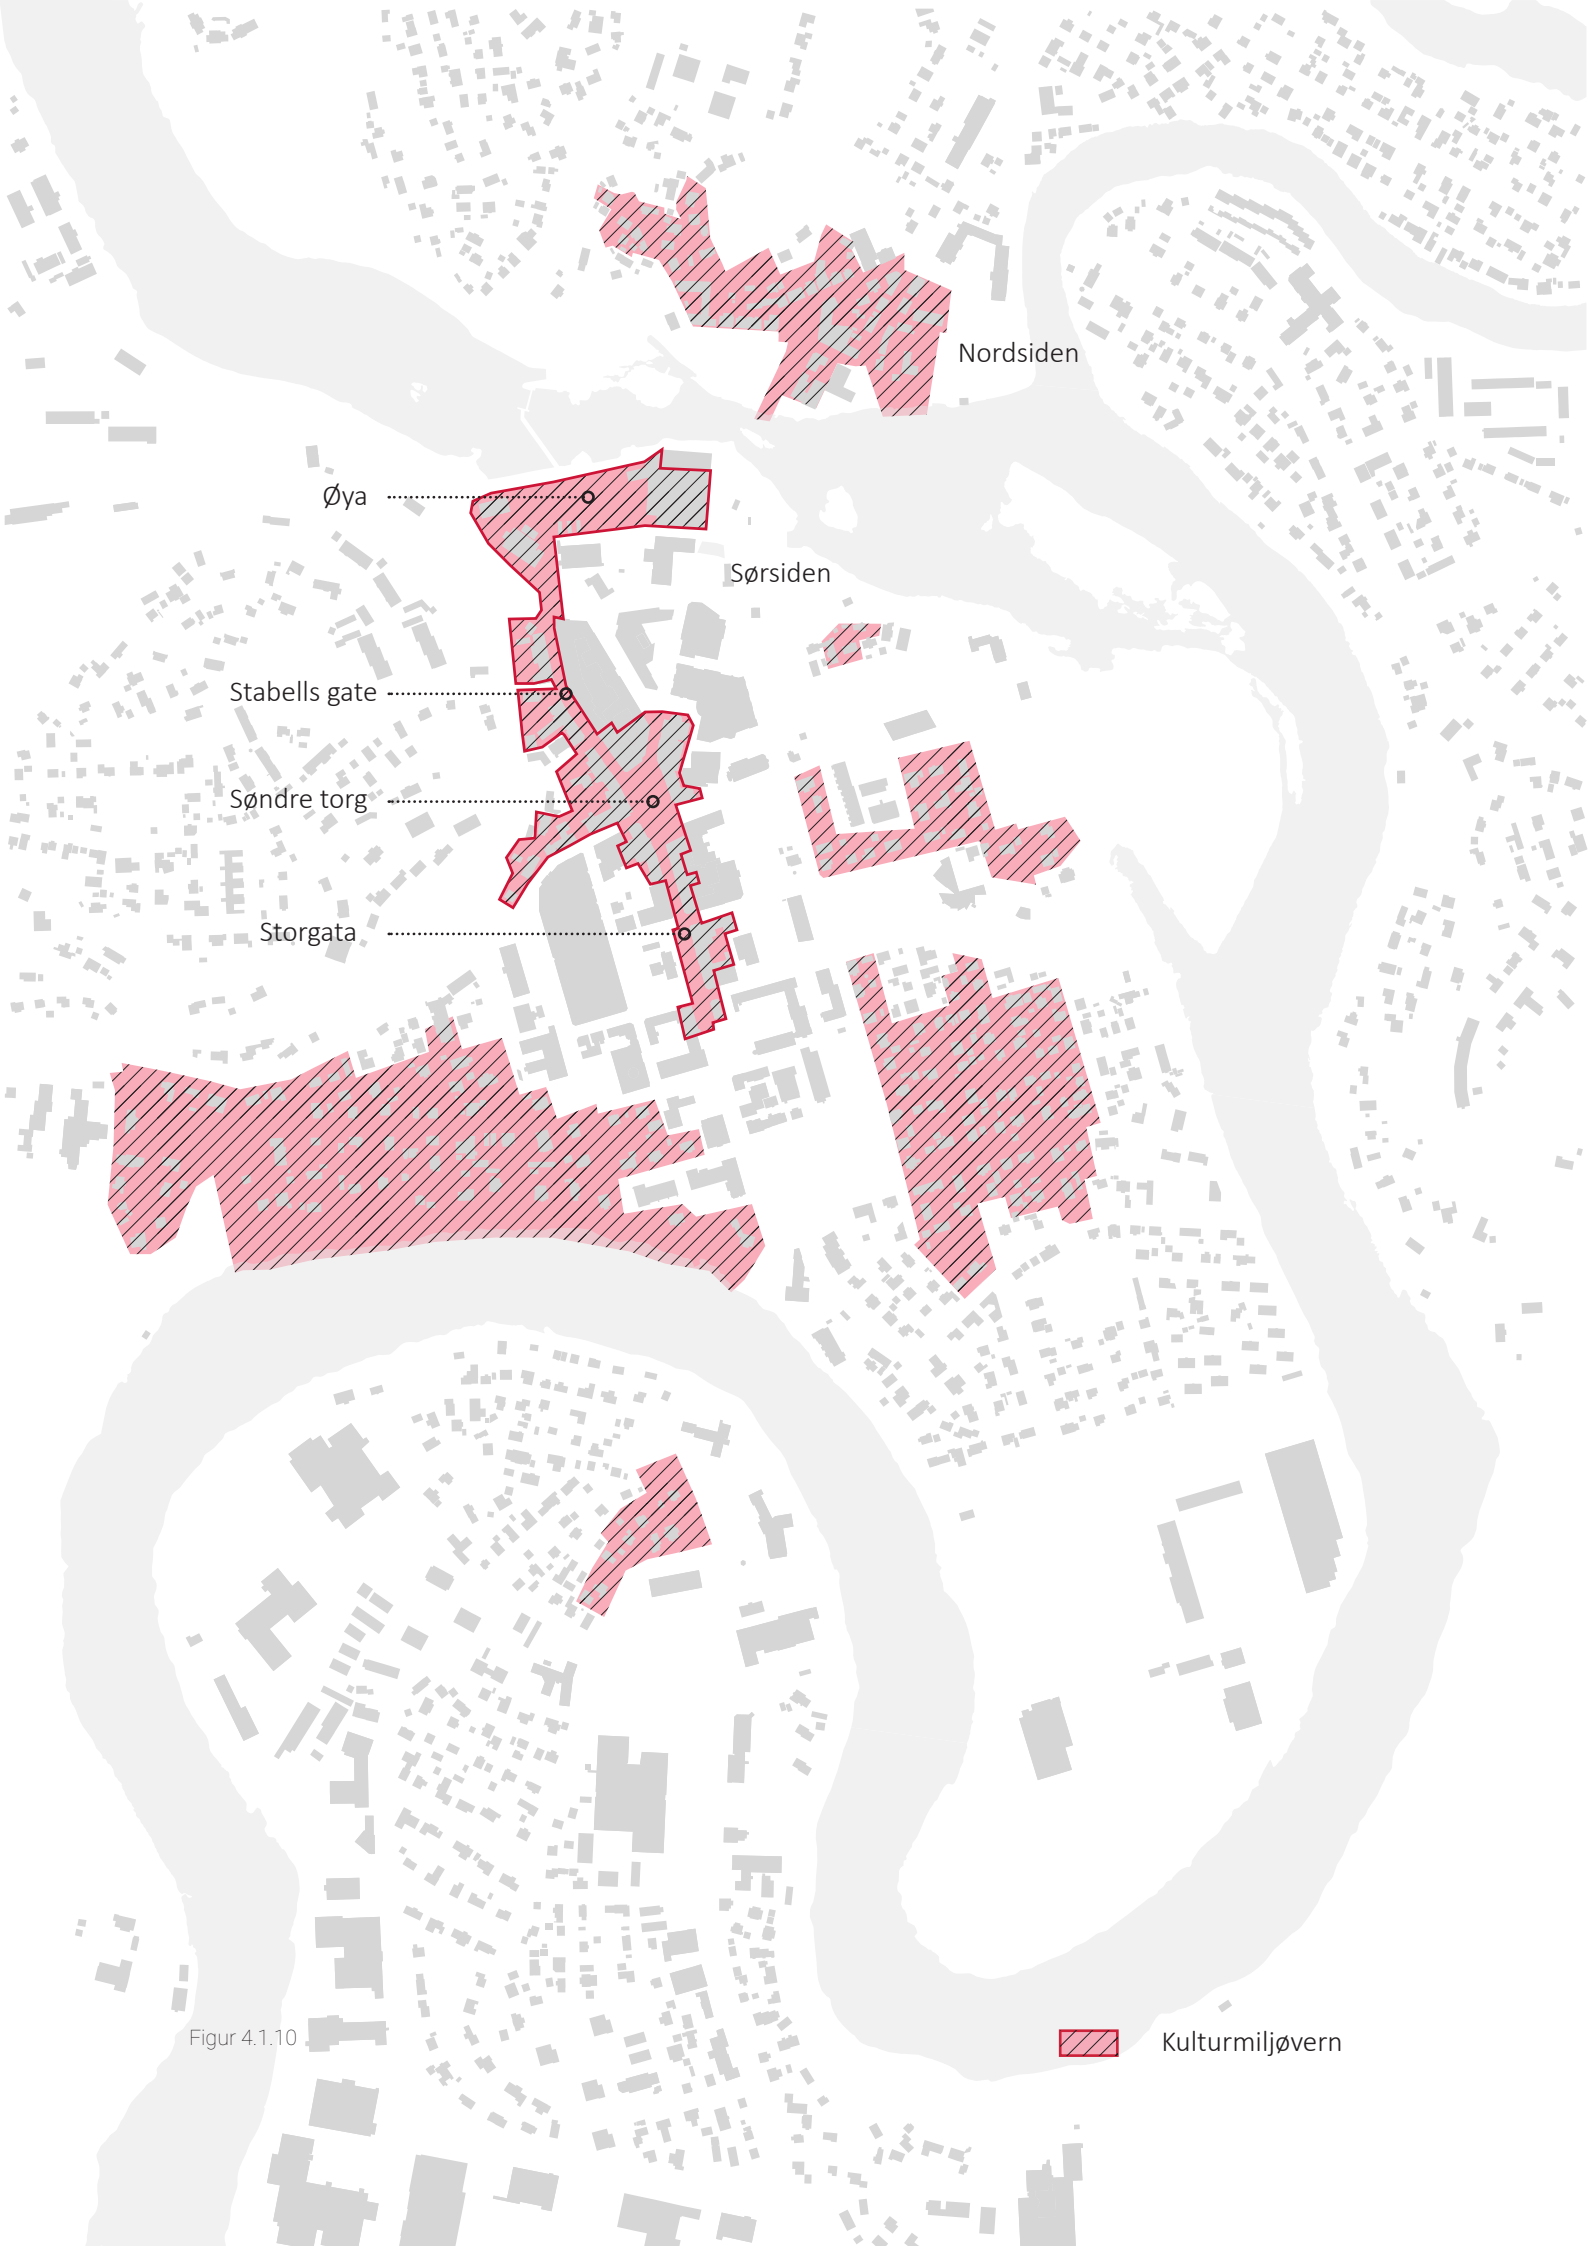 Nordsiden
Øya
Sørsiden
Stabells gate
Søndre torg
Storgata
Figur 4.1.10
Kulturmiljøvern